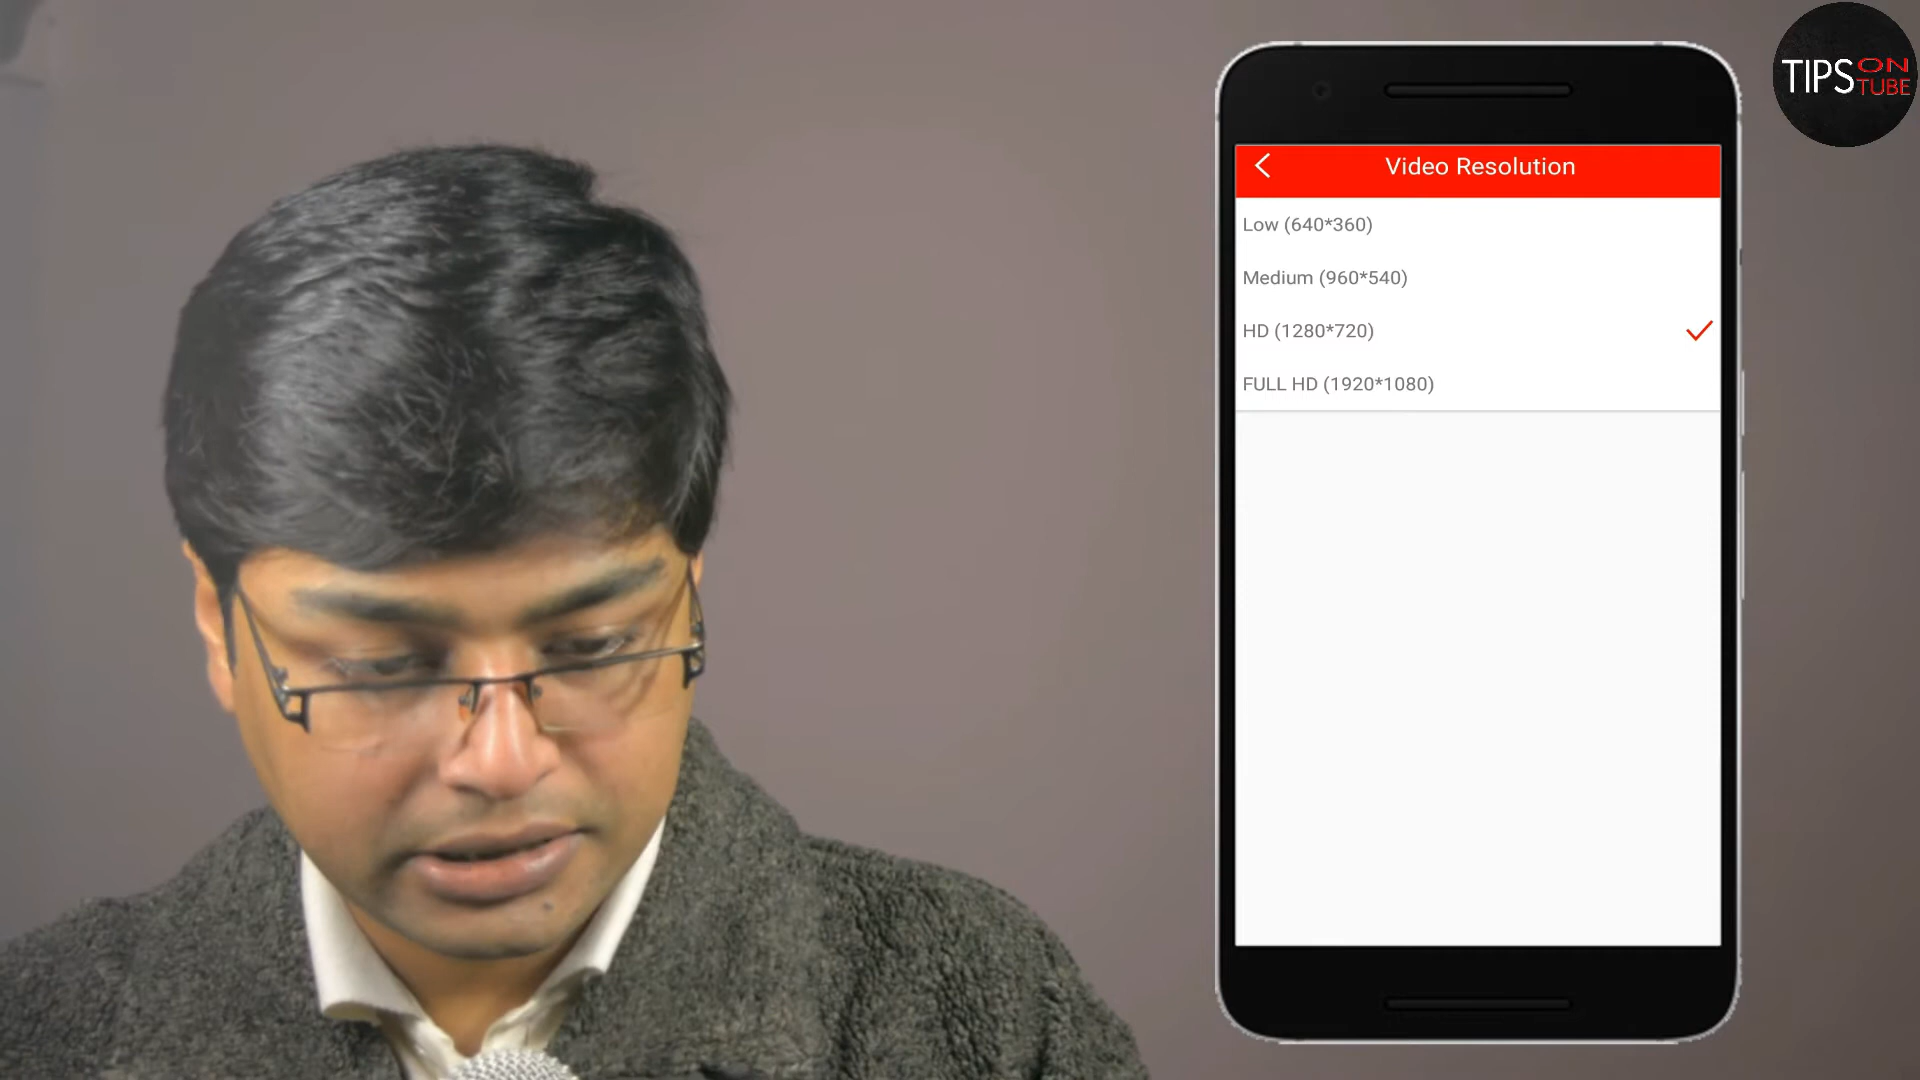 TIPS ON
TUBE
Video Resolution
Low (640*360)
Medium (960*540)
HD (1280*720)
FULL HD (1920*1080)